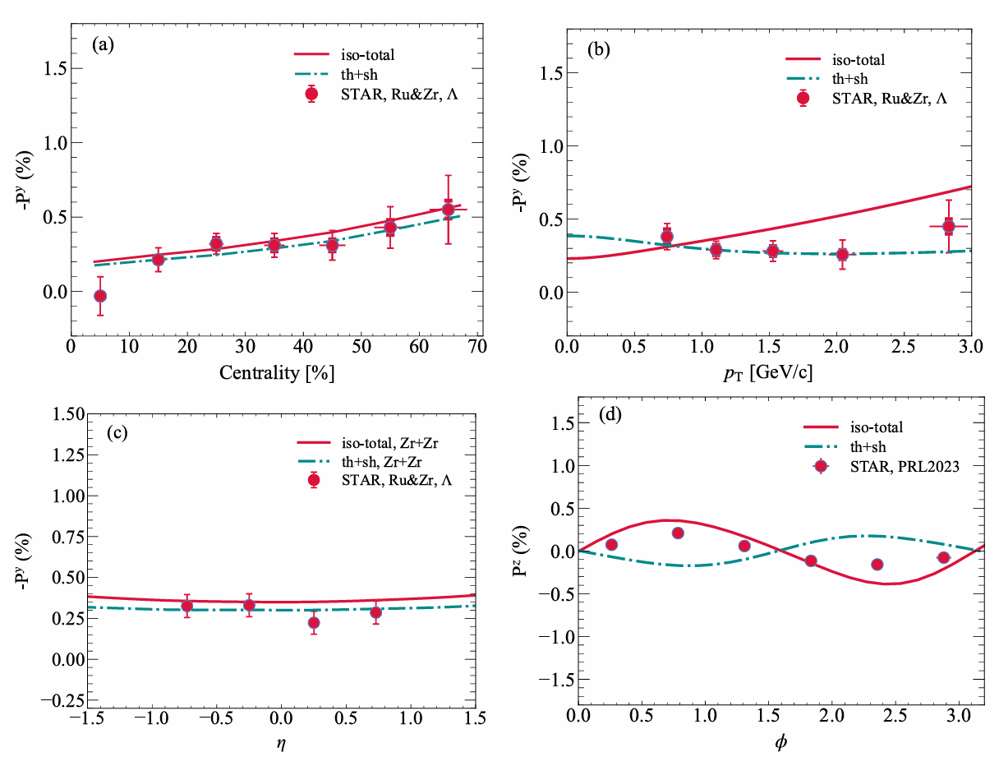 (a)
iso-total
th+sh
STAR, Ru&Zr, Λ
-Pʸ (%)
1.5
1.0
0.5
0.0
0 10 20 30 40 50 60 70
Centrality [%]
(b)
iso-total
th+sh
STAR, Ru&Zr, Λ
-Pʸ (%)
1.5
1.0
0.5
0.0
0.0 0.5 1.0 1.5 2.0 2.5 3.0
pT [GeV/c]
(c)
iso-total, Zr+Zr
th+sh, Zr+Zr
STAR, Ru&Zr, Λ
-Pʸ (%)
1.50
1.25
1.00
0.75
0.50
0.25
0.00
−0.25
−1.5 −1.0 −0.5 0.0 0.5 1.0 1.5
η
(d)
iso-total
th+sh
STAR, PRL2023
Pᶻ (%)
1.5
1.0
0.5
0.0
−0.5
−1.0
−1.5
0.0 0.5 1.0 1.5 2.0 2.5 3.0
ϕ